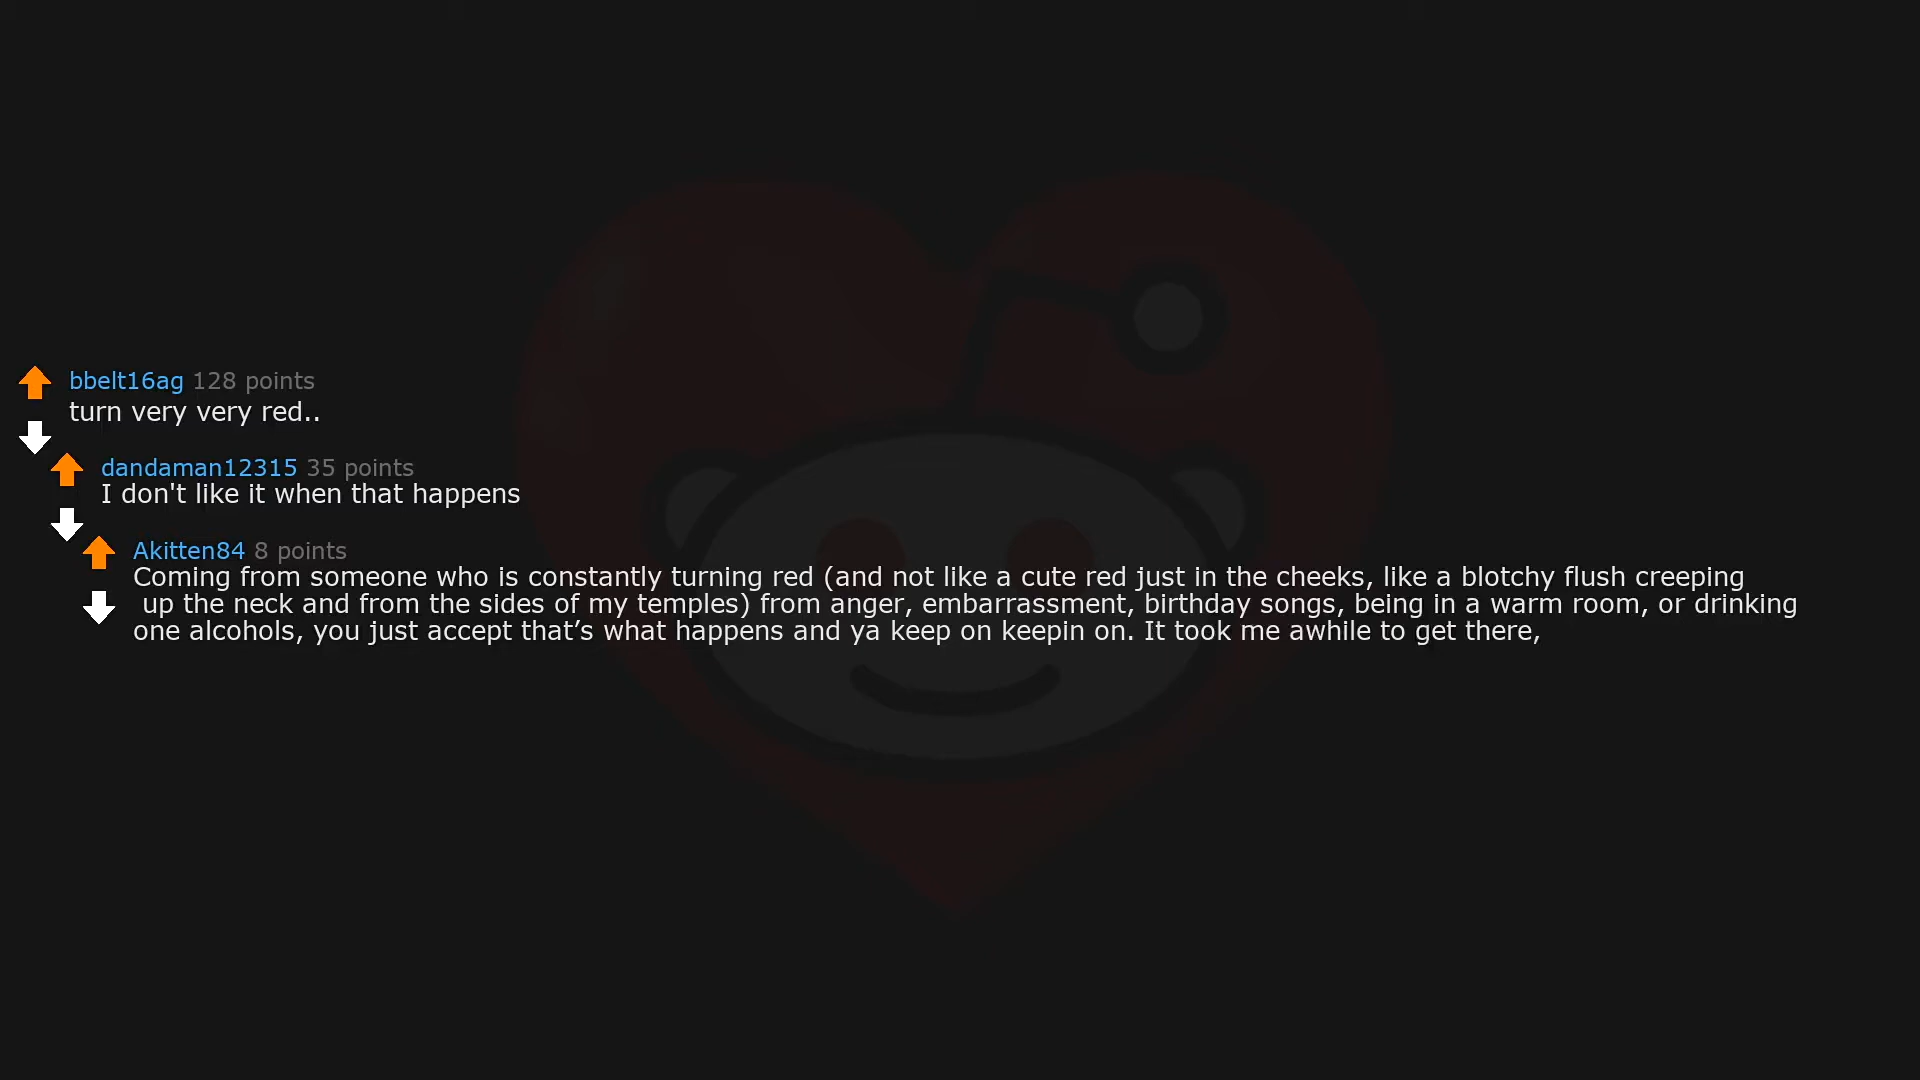 bbelt16ag 128 points
turn very very red..
dandaman12315 35 points
I don't like it when that happens
Akitten84 8 points
Coming from someone who is constantly turning red (and not like a cute red just in the cheeks, like a blotchy flush creeping
up the neck and from the sides of my temples) from anger, embarrassment, birthday songs, being in a warm room, or drinking
one alcohols, you just accept that’s what happens and ya keep on keepin on. It took me awhile to get there,